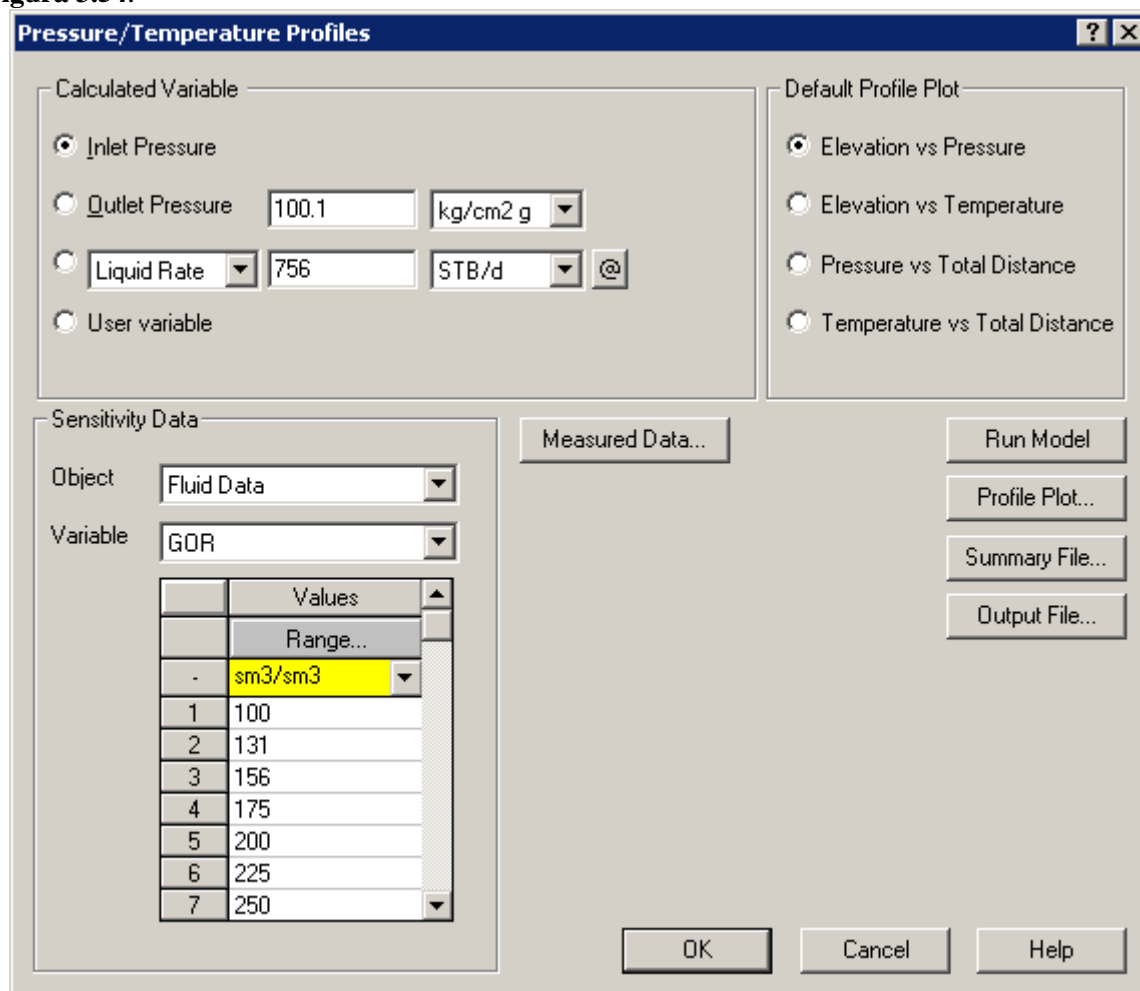 Pressure/Temperature Profiles
Calculated Variable
Inlet Pressure
Outlet Pressure 100.1 kg/cm2 g
Liquid Rate 756 STB/d @
User variable
Default Profile Plot
Elevation vs Pressure
Elevation vs Temperature
Pressure vs Total Distance
Temperature vs Total Distance
Sensitivity Data
Object Fluid Data
Variable GOR
Values
Range...
- sm3/sm3
1 100
2 131
3 156
4 175
5 200
6 225
7 250
Measured Data...
Run Model
Profile Plot...
Summary File...
Output File...
OK Cancel Help